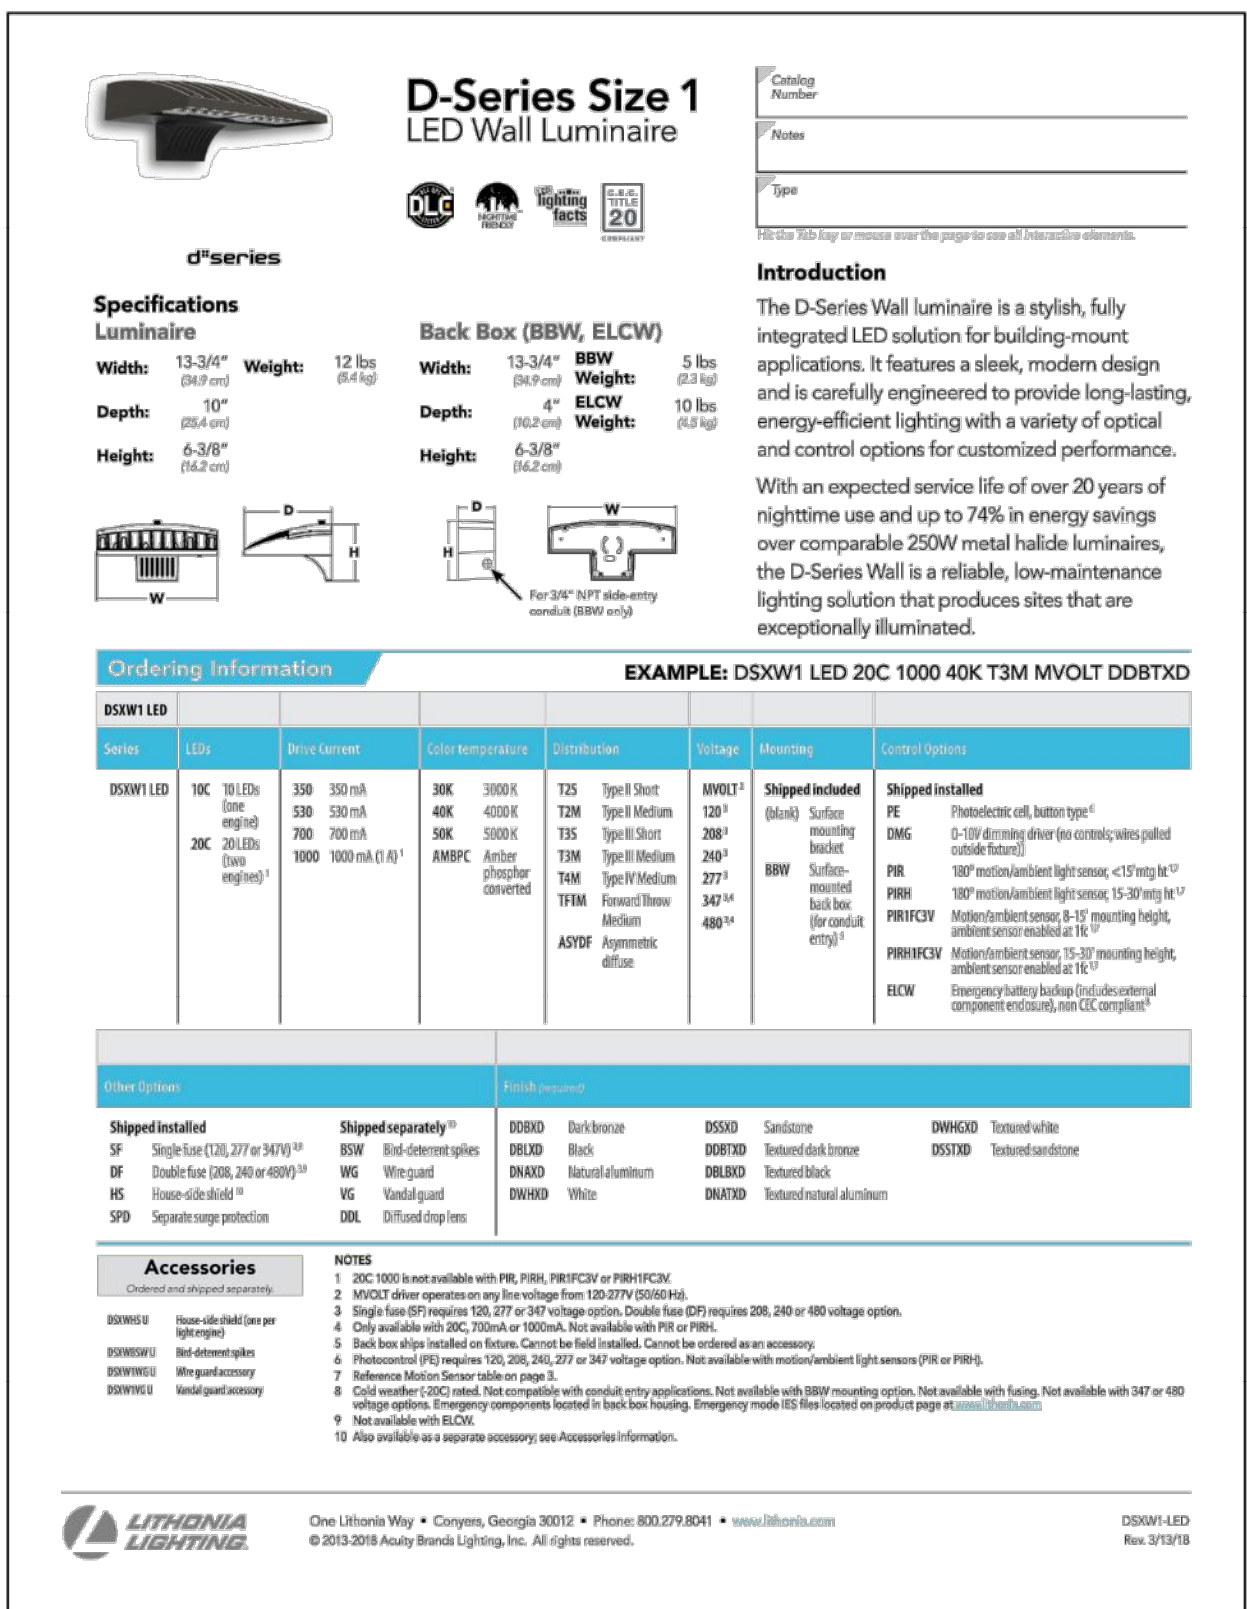 D-Series Size 1
LED Wall Luminaire
Catalog
Number
Notes
Type
Hit the Tab key or mouse over the page to see all interactive elements.
DLC
NIGHTTIME
FRIENDLY
lighting
facts
C.E.C.
TITLE
20
COMPLIANT
d"series
Specifications
Luminaire
Width: 13-3/4" (34.9 cm) Weight: 12 lbs (5.4 kg)
Depth: 10" (25.4 cm)
Height: 6-3/8" (16.2 cm)
Back Box (BBW, ELCW)
Width: 13-3/4" (34.9 cm) BBW Weight: 5 lbs (2.3 kg)
Depth: 4" (10.2 cm) ELCW Weight: 10 lbs (4.5 kg)
Height: 6-3/8" (16.2 cm)
W
D
H
D
H
W
For 3/4" NPT side-entry
conduit (BBW only)
Introduction
The D-Series Wall luminaire is a stylish, fully
integrated LED solution for building-mount
applications. It features a sleek, modern design
and is carefully engineered to provide long-lasting,
energy-efficient lighting with a variety of optical
and control options for customized performance.
With an expected service life of over 20 years of
nighttime use and up to 74% in energy savings
over comparable 250W metal halide luminaires,
the D-Series Wall is a reliable, low-maintenance
lighting solution that produces sites that are
exceptionally illuminated.
Ordering Information
EXAMPLE: DSXW1 LED 20C 1000 40K T3M MVOLT DDBTXD
DSXW1 LED
Series LEDs Drive Current Color temperature Distribution Voltage Mounting Control Options
DSXW1 LED
10C 10 LEDs
(one
engine)
20C 20 LEDs
(two
engines) 1
350 350 mA
530 530 mA
700 700 mA
1000 1000 mA (1 A) 1
30K 3000 K
40K 4000 K
50K 5000 K
AMBPC Amber
phosphor
converted
T2S Type II Short
T2M Type II Medium
T3S Type III Short
T3M Type III Medium
T4M Type IV Medium
TFTM Forward Throw
Medium
ASYDF Asymmetric
diffuse
MVOLT 2
120 3
208 3
240 3
277 3
347 3,4
480 3,4
Shipped included
(blank) Surface
mounting
bracket
BBW Surface-
mounted
back box
(for conduit
entry) 5
Shipped installed
PE Photoelectric cell, button type 6
DMG 0-10V dimming driver (no controls; wires pulled
outside fixture)]
PIR 180° motion/ambient light sensor, <15' mtg ht 1,7
PIRH 180° motion/ambient light sensor, 15-30' mtg ht 1,7
PIR1FC3V Motion/ambient sensor, 8-15' mounting height,
ambient sensor enabled at 1fc 1,7
PIRH1FC3V Motion/ambient sensor, 15-30' mounting height,
ambient sensor enabled at 1fc 1,7
ELCW Emergency battery backup (includes external
component enclosure), non CEC compliant 8
Other Options
Finish (required)
Shipped installed
SF Single fuse (120, 277 or 347V) 3,9
DF Double fuse (208, 240 or 480V) 3,9
HS House-side shield 10
SPD Separate surge protection
Shipped separately 10
BSW Bird-deterrent spikes
WG Wire guard
VG Vandal guard
DDL Diffused drop lens
DDBXD Dark bronze
DBLXD Black
DNAXD Natural aluminum
DWHXD White
DSSXD Sandstone
DDBTXD Textured dark bronze
DBLBXD Textured black
DNATXD Textured natural aluminum
DWHGXD Textured white
DSSTXD Textured sandstone
Accessories
Ordered and shipped separately.
DSXWHS U House-side shield (one per
light engine)
DSXWBSW U Bird-deterrent spikes
DSXW1WG U Wire guard accessory
DSXW1VG U Vandal guard accessory
NOTES
1 20C 1000 is not available with PIR, PIRH, PIR1FC3V or PIRH1FC3V.
2 MVOLT driver operates on any line voltage from 120-277V (50/60 Hz).
3 Single fuse (SF) requires 120, 277 or 347 voltage option. Double fuse (DF) requires 208, 240 or 480 voltage option.
4 Only available with 20C, 700mA or 1000mA. Not available with PIR or PIRH.
5 Back box ships installed on fixture. Cannot be field installed. Cannot be ordered as an accessory.
6 Photocontrol (PE) requires 120, 208, 240, 277 or 347 voltage option. Not available with motion/ambient light sensors (PIR or PIRH).
7 Reference Motion Sensor table on page 3.
8 Cold weather (-20C) rated. Not compatible with conduit entry applications. Not available with BBW mounting option. Not available with fusing. Not available with 347 or 480
voltage options. Emergency components located in back box housing. Emergency mode IES files located on product page at www.lithonia.com
9 Not available with ELCW.
10 Also available as a separate accessory; see Accessories information.
LITHONIA
LIGHTING
One Lithonia Way • Conyers, Georgia 30012 • Phone: 800.279.8041 • www.lithonia.com
© 2013-2018 Acuity Brands Lighting, Inc. All rights reserved.
DSXW1-LED
Rev. 3/13/18